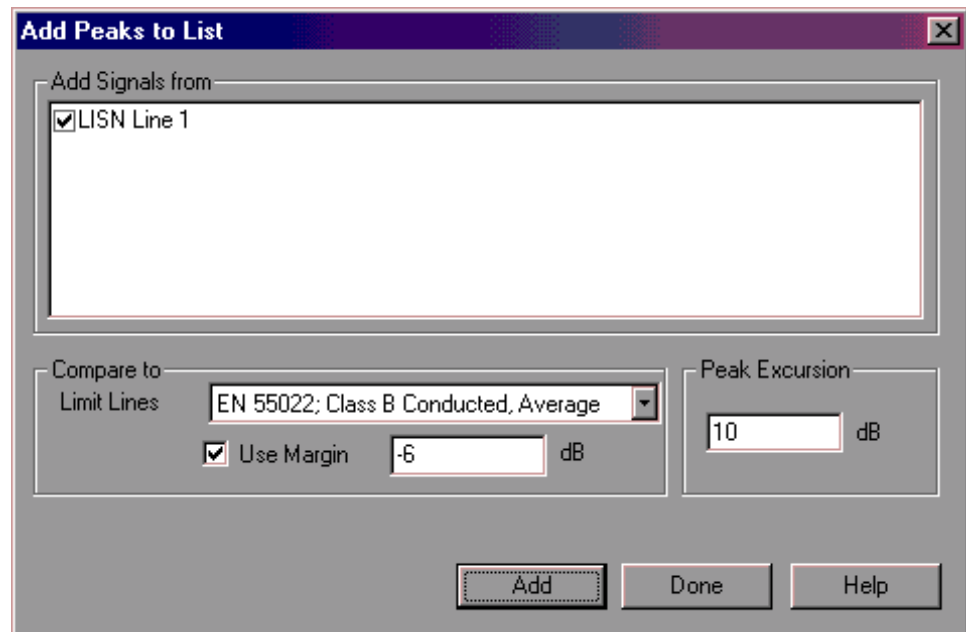 Add Peaks to List
Add Signals from
LISN Line 1
Compare to
Limit Lines
EN 55022; Class B Conducted, Average
Use Margin
-6
dB
Peak Excursion
10
dB
Add
Done
Help